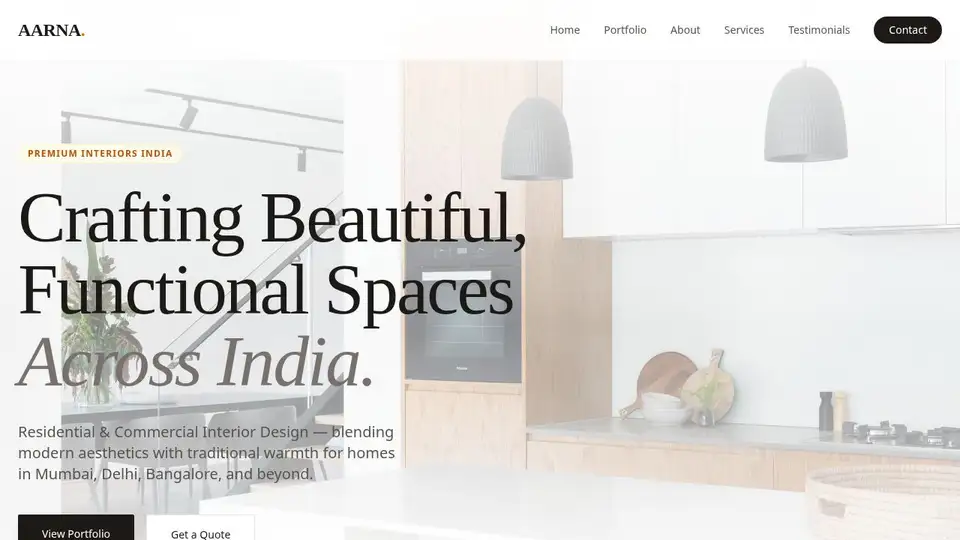 AARNA.
Home
Portfolio
About
Services
Testimonials
Contact
PREMIUM INTERIORS INDIA
Crafting Beautiful,
Functional Spaces
Across India.
Residential & Commercial Interior Design — blending
modern aesthetics with traditional warmth for homes
in Mumbai, Delhi, Bangalore, and beyond.
View Portfolio
Get a Quote